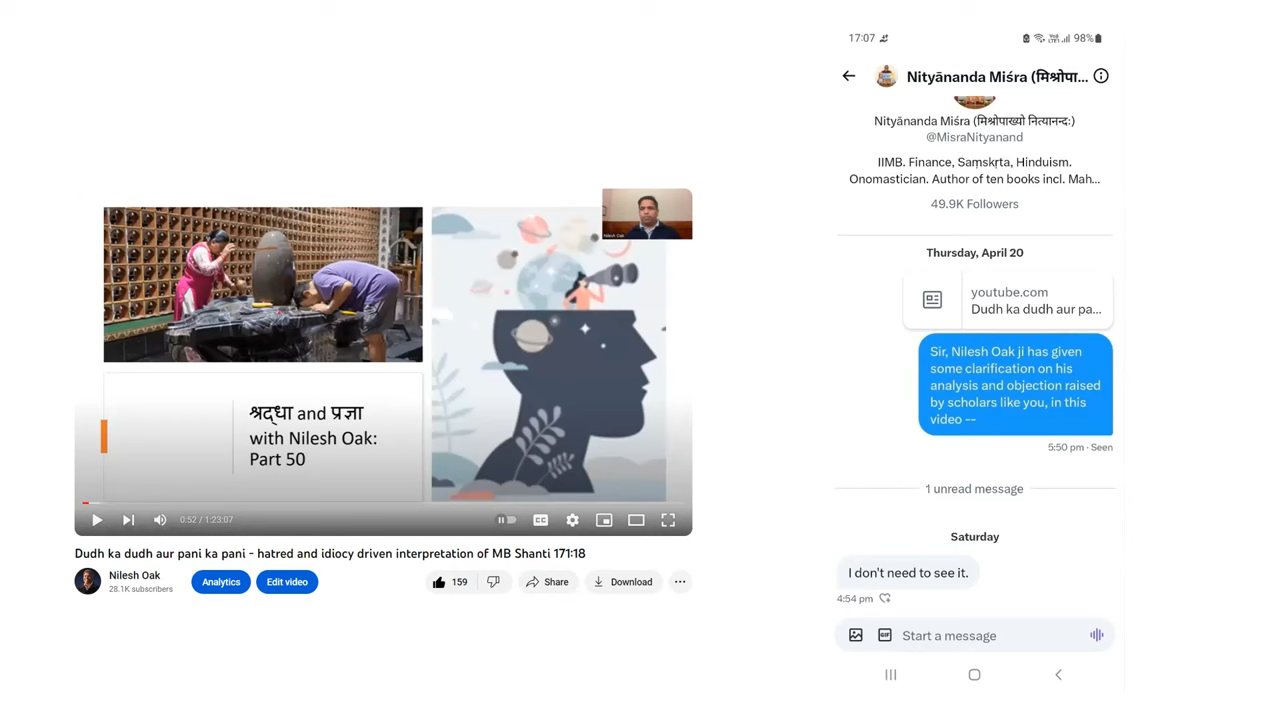 Nilesh Oak
श्रद्धा and प्रज्ञा
with Nilesh Oak:
Part 50
0:52 / 1:23:07
CC
Dudh ka dudh aur pani ka pani - hatred and idiocy driven interpretation of MB Shanti 171:18
Nilesh Oak
28.1K subscribers
Analytics
Edit video
159
Share
Download
17:07
98%
Nityānanda Miśra (मिश्रोपा...
Nityānanda Miśra (मिश्रोपाख्यो नित्यानन्दः)
@MisraNityanand
IIMB. Finance, Saṃskṛta, Hinduism.
Onomastician. Author of ten books incl. Mah...
49.9K Followers
Thursday, April 20
youtube.com
Dudh ka dudh aur pa...
Sir, Nilesh Oak ji has given
some clarification on his
analysis and objection raised
by scholars like you, in this
video --
5:50 pm · Seen
1 unread message
Saturday
I don't need to see it.
4:54 pm
GIF
Start a message